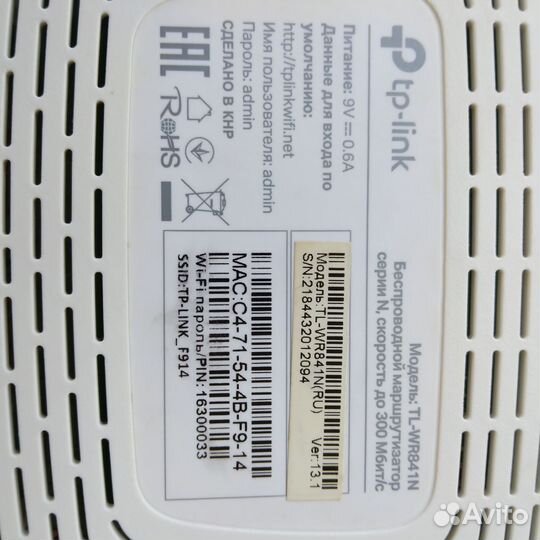 tp-link
Модель: TL-WR841N
Беспроводной маршрутизатор
серии N, скорость до 300 Мбит/с
Питание: 9V 0.6A
Данные для входа по
умолчанию:
http://tplinkwifi.net
Имя пользователя: admin
Пароль: admin
СДЕЛАНО В КНР
EAC
RoHS
Модель:TL-WR841N(RU) Ver:13.1
S/N:2184432012094
MAC:C4-71-54-4B-F9-14
Wi-Fi пароль/PIN: 16300033
SSID:TP-LINK_F914
Avito